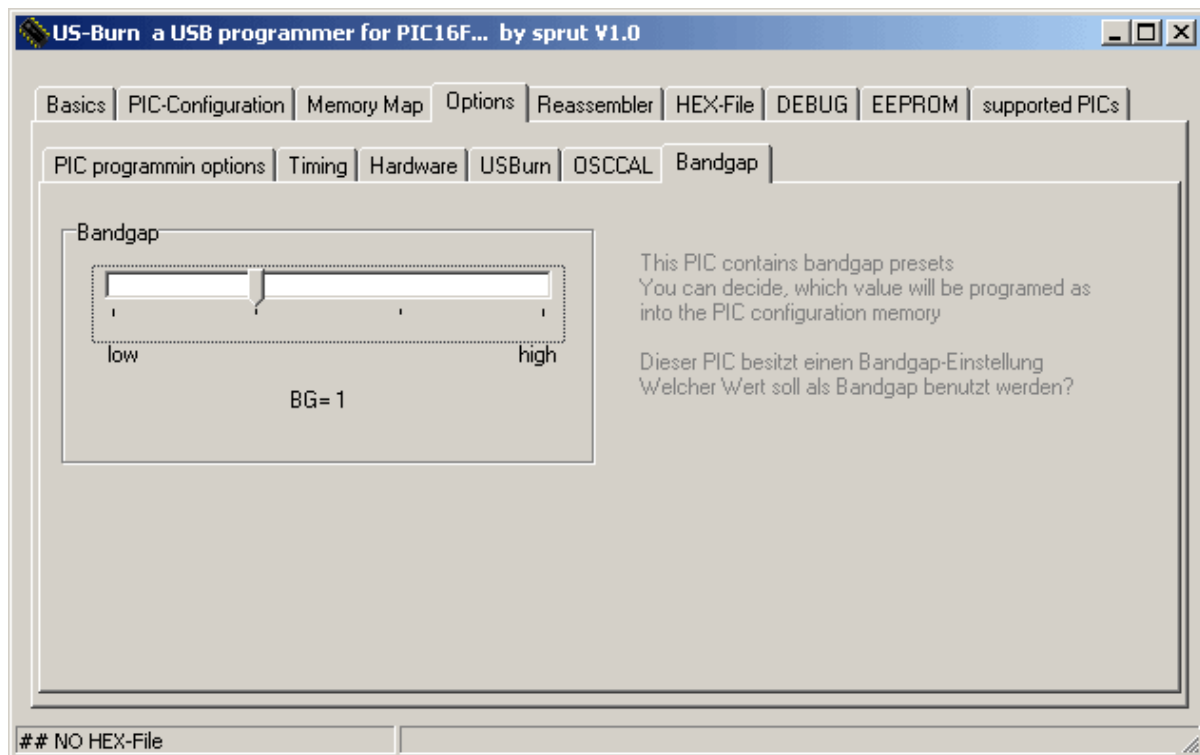 US-Burn a USB programmer for PIC16F... by sprut V1.0
Basics PIC-Configuration Memory Map Options Reassembler HEX-File DEBUG EEPROM supported PICs
PIC programmin options Timing Hardware USBurn OSCCAL Bandgap
Bandgap
low high
BG= 1
This PIC contains bandgap presets
You can decide, which value will be programed as
into the PIC configuration memory
Dieser PIC besitzt einen Bandgap-Einstellung
Welcher Wert soll als Bandgap benutzt werden?
## NO HEX-File